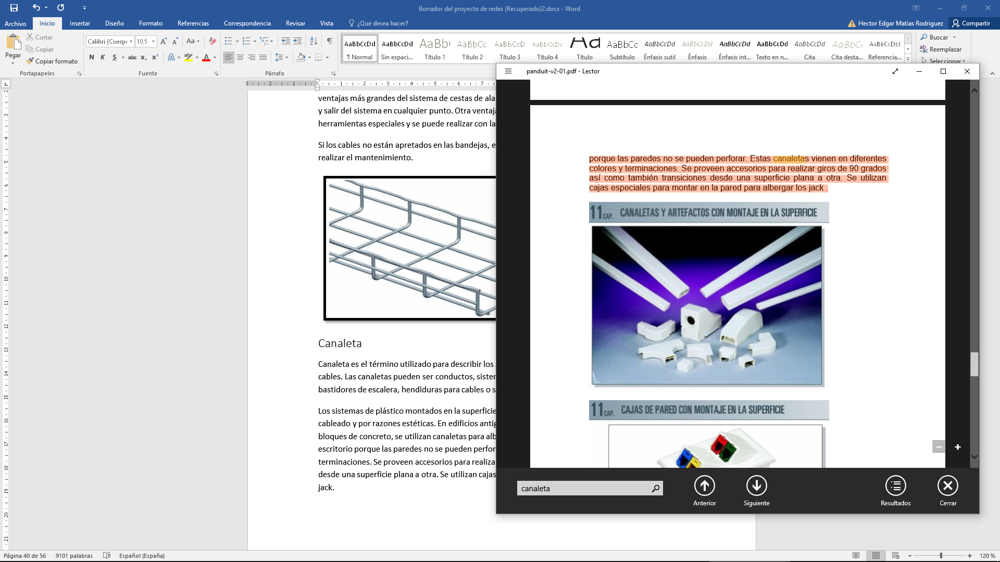 Borrador del proyecto de redes (Recuperado)2.docx - Word
Archivo Inicio Insertar Diseño Formato Referencias Correspondencia Revisar Vista ¿Qué desea hacer? Hector Edgar Matias Rodriguez Compartir
Pegar
Cortar
Copiar
Copiar formato
Portapapeles
Calibri (Cuerpo 10,5
N K S abc x₂ x²
Fuente
Párrafo
AaBbCcDd AaBbCcDd AaBb( AaBbCc AaBbCcD AaBbCcDc Aa AaBbCc AaBbCcDd AaBbCcDd AaBbCcDd AaBbCcDd AaBbCcDd AaBbCcDd AaBbCcDdI
¶ Normal Sin espaci... Título 1 Título 2 Título 3 Título 4 Título Subtítulo Énfasis sutil Énfasis Énfasis int... Texto en n... Cita Cita desta... Referencia...
Buscar
Reemplazar
Seleccionar
3 2 1 1 2 3 4 5 6 7
ventajas más grandes del sistema de cestas de ala
y salir del sistema en cualquier punto. Otra ventaja
herramientas especiales y se puede realizar con la
Si los cables no están apretados en las bandejas, e
realizar el mantenimiento.
Canaleta
Canaleta es el término utilizado para describir los
cables. Las canaletas pueden ser conductos, sister
bastidores de escalera, hendiduras para cables o s
Los sistemas de plástico montados en la superficie
cableado y por razones estéticas. En edificios antig
bloques de concreto, se utilizan canaletas para alb
escritorio porque las paredes no se pueden perfor
terminaciones. Se proveen accesorios para realiza
desde una superficie plana a otra. Se utilizan cajas
jack.
panduit-v2-01.pdf - Lector
porque las paredes no se pueden perforar. Estas canaletas vienen en diferentes
colores y terminaciones. Se proveen accesorios para realizar giros de 90 grados
así como también transiciones desde una superficie plana a otra. Se utilizan
cajas especiales para montar en la pared para albergar los jack .
11 CAP. CANALETAS Y ARTEFACTOS CON MONTAJE EN LA SUPERFICIE
11 CAP. CAJAS DE PARED CON MONTAJE EN LA SUPERFICIE
canaleta
Anterior
Siguiente
Resultados
Cerrar
Página 40 de 56 9101 palabras Español (España) 120 %